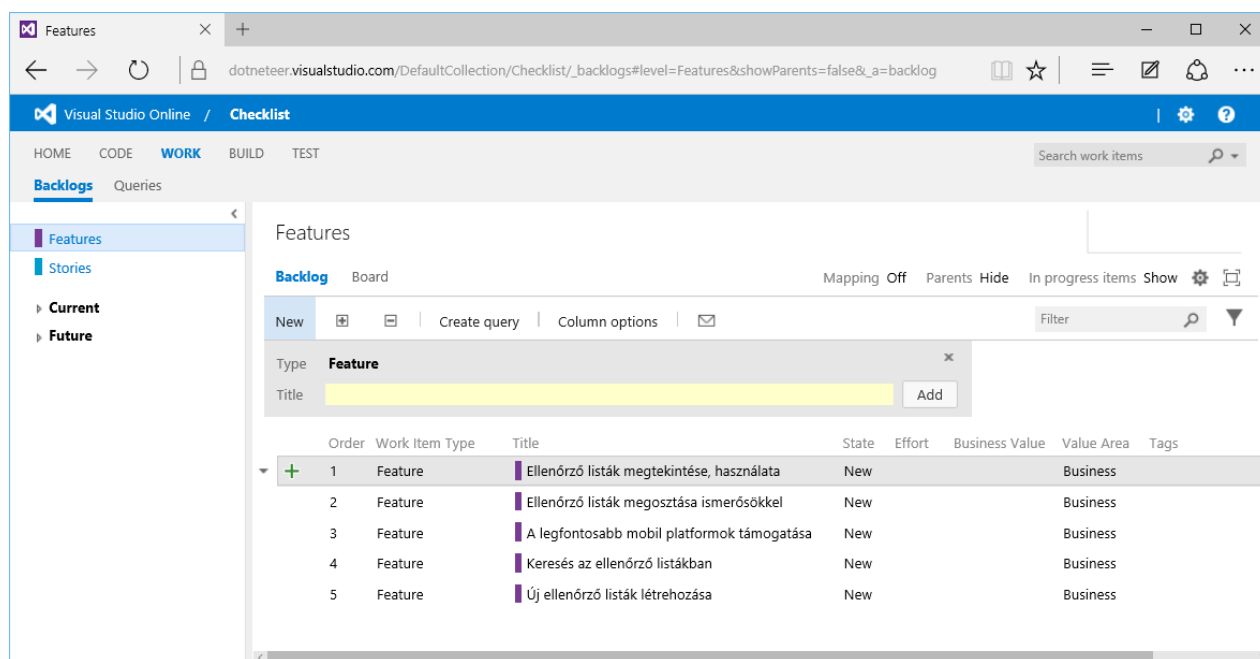 Features
dotneteer.visualstudio.com/DefaultCollection/Checklist/_backlogs#level=Features&showParents=false&_a=backlog
Visual Studio Online / Checklist
HOME CODE WORK BUILD TEST
Search work items
Backlogs Queries
Features
Stories
Current
Future
Features
Backlog Board
Mapping Off Parents Hide In progress items Show
New Create query Column options
Filter
Type Feature
Title
Add
Order Work Item Type Title State Effort Business Value Value Area Tags
1 Feature Ellenőrző listák megtekintése, használata New Business
2 Feature Ellenőrző listák megosztása ismerősökkel New Business
3 Feature A legfontosabb mobil platformok támogatása New Business
4 Feature Keresés az ellenőrző listákban New Business
5 Feature Új ellenőrző listák létrehozása New Business